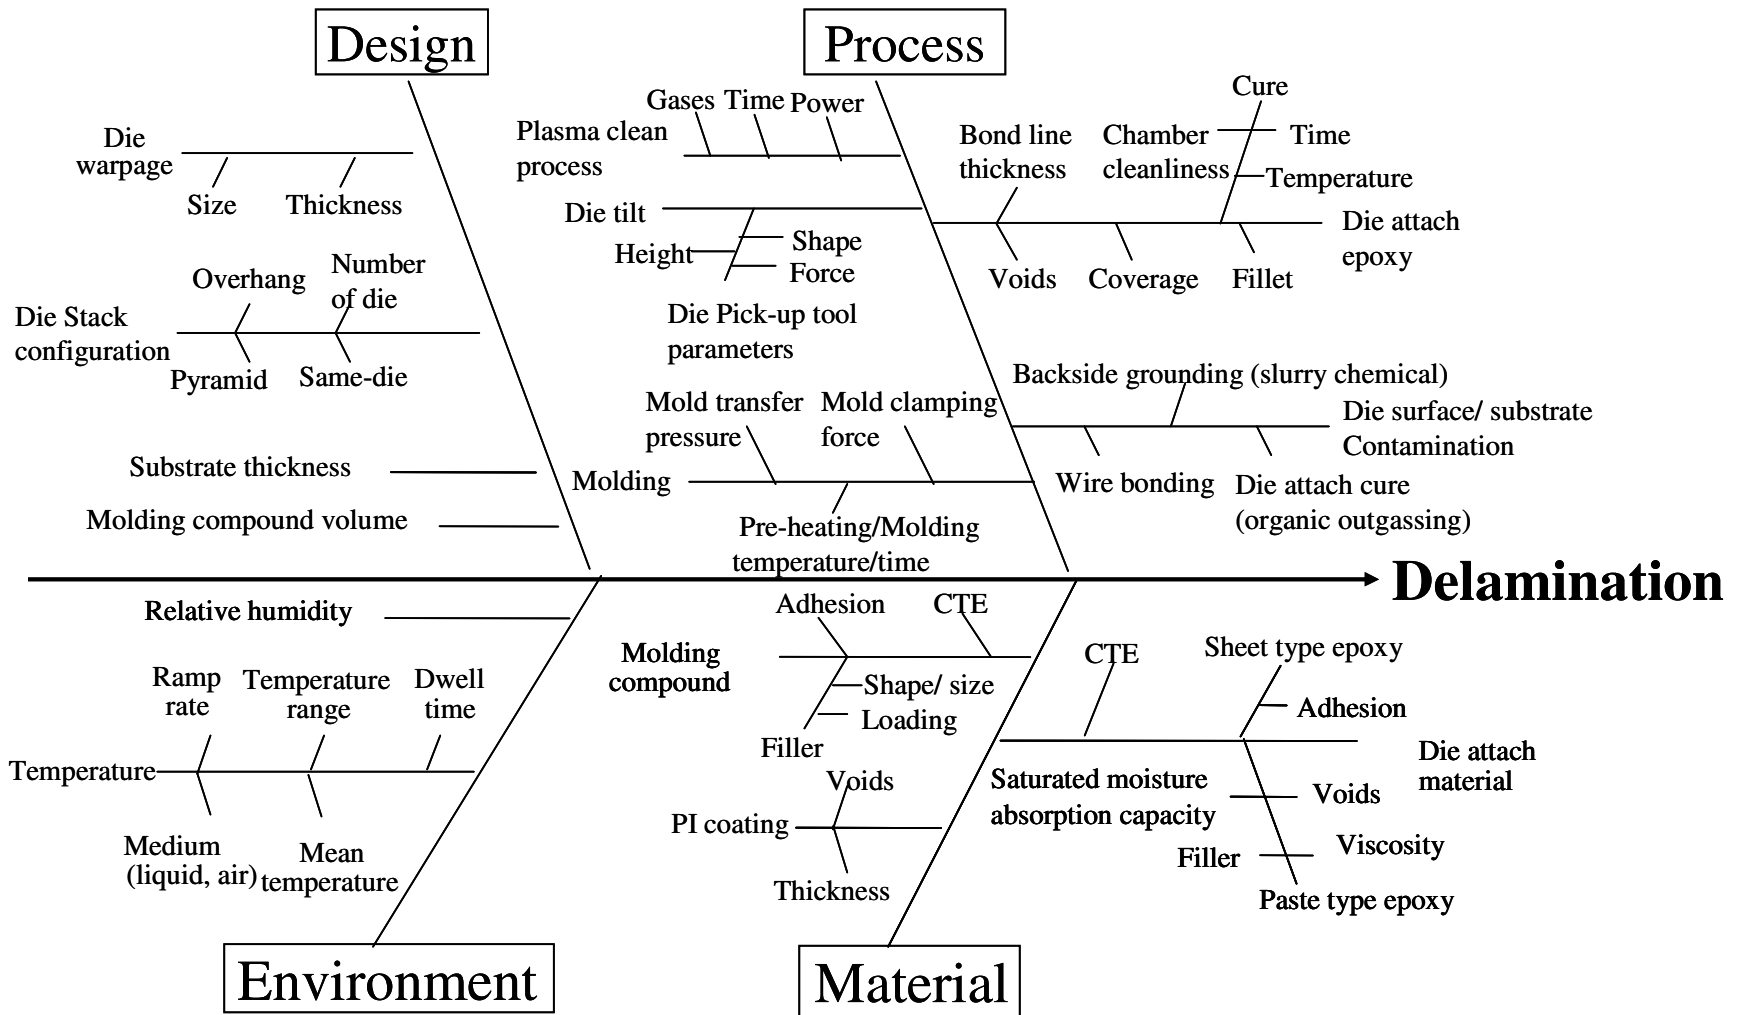 Design
Process
Die
warpage
Size
Thickness
Overhang
Number
of die
Die Stack
configuration
Pyramid
Same-die
Substrate thickness
Molding compound volume
Gases
Time
Power
Plasma clean
process
Die tilt
Height
Shape
Force
Die Pick-up tool
parameters
Mold transfer
pressure
Mold clamping
force
Molding
Pre-heating/Molding
temperature/time
Cure
Bond line
thickness
Chamber
cleanliness
Time
Temperature
Die attach
epoxy
Voids
Coverage
Fillet
Backside grounding (slurry chemical)
Die surface/ substrate
Contamination
Wire bonding
Die attach cure
(organic outgassing)
Delamination
Relative humidity
Ramp
rate
Temperature
range
Dwell
time
Temperature
Medium
(liquid, air)
Mean
temperature
Adhesion
CTE
Molding
compound
Shape/ size
Loading
Filler
Voids
PI coating
Thickness
CTE
Sheet type epoxy
Adhesion
Die attach
material
Saturated moisture
absorption capacity
Voids
Viscosity
Filler
Paste type epoxy
Environment
Material